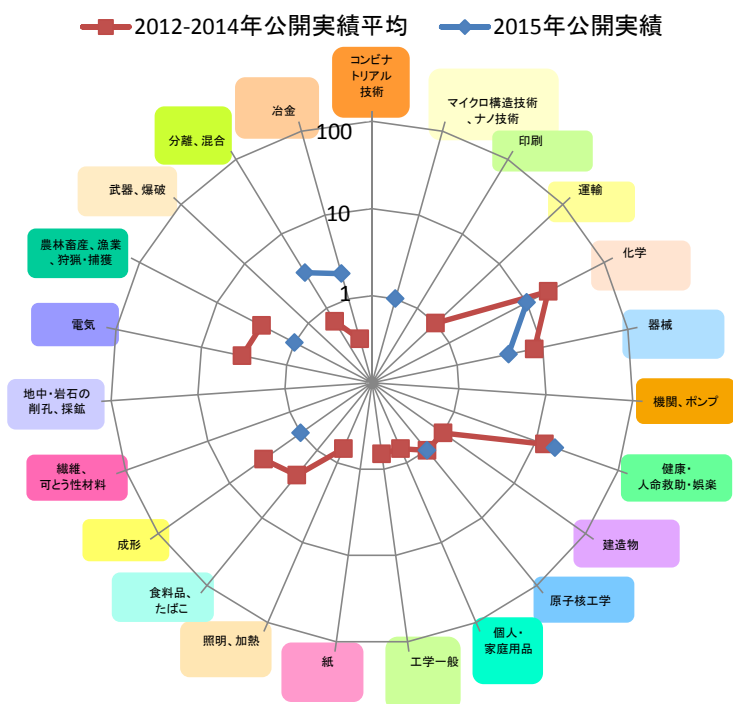 2012-2014年公開実績平均
2015年公開実績
コンビナ
トリアル
技術
マイクロ構造技術
、ナノ技術
印刷
運輸
化学
器械
機関、ポンプ
健康・
人命救助・娯楽
建造物
原子核工学
個人・
家庭用品
工学一般
紙
照明、加熱
食料品、
たばこ
成形
繊維、
可とう性材料
地中・岩石の
削孔、採鉱
電気
農林畜産、漁業
、狩猟・捕獲
武器、爆破
分離、混合
冶金
100
10
1